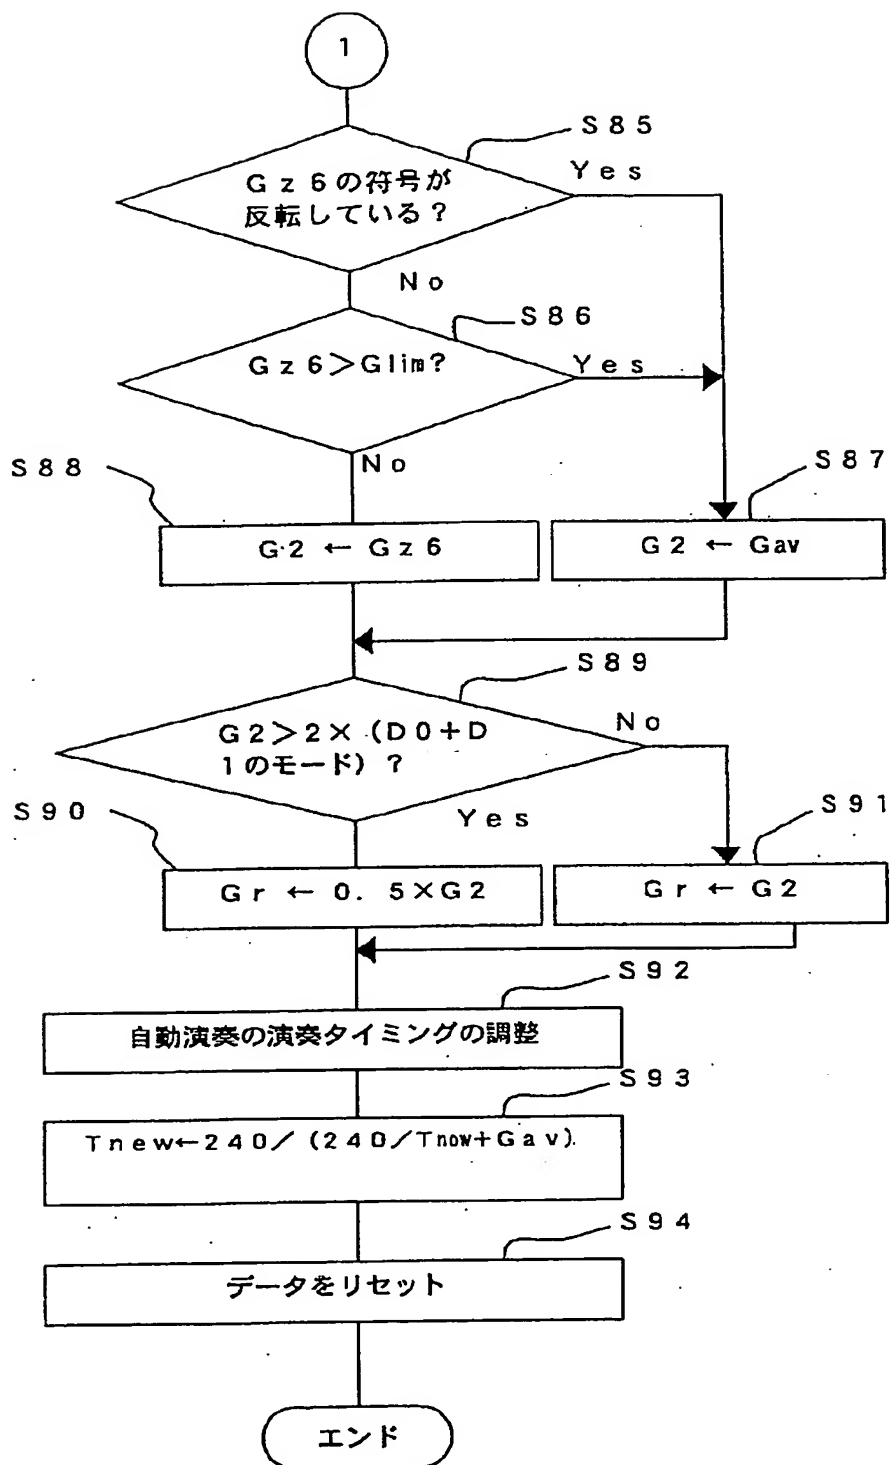 1
S85
Gz6の符号が
反転している？
Yes
No
S86
Gz6＞Glim?
Yes
No
S88
S87
G2 ← Gz6
G2 ← Gav
S89
G2＞2×（D0+D
1のモード）？
No
Yes
S90
S91
Gr ← 0.5×G2
Gr ← G2
S92
自動演奏の演奏タイミングの調整
S93
Tnew←240/（240/Tnow+Gav）
S94
データをリセット
エンド